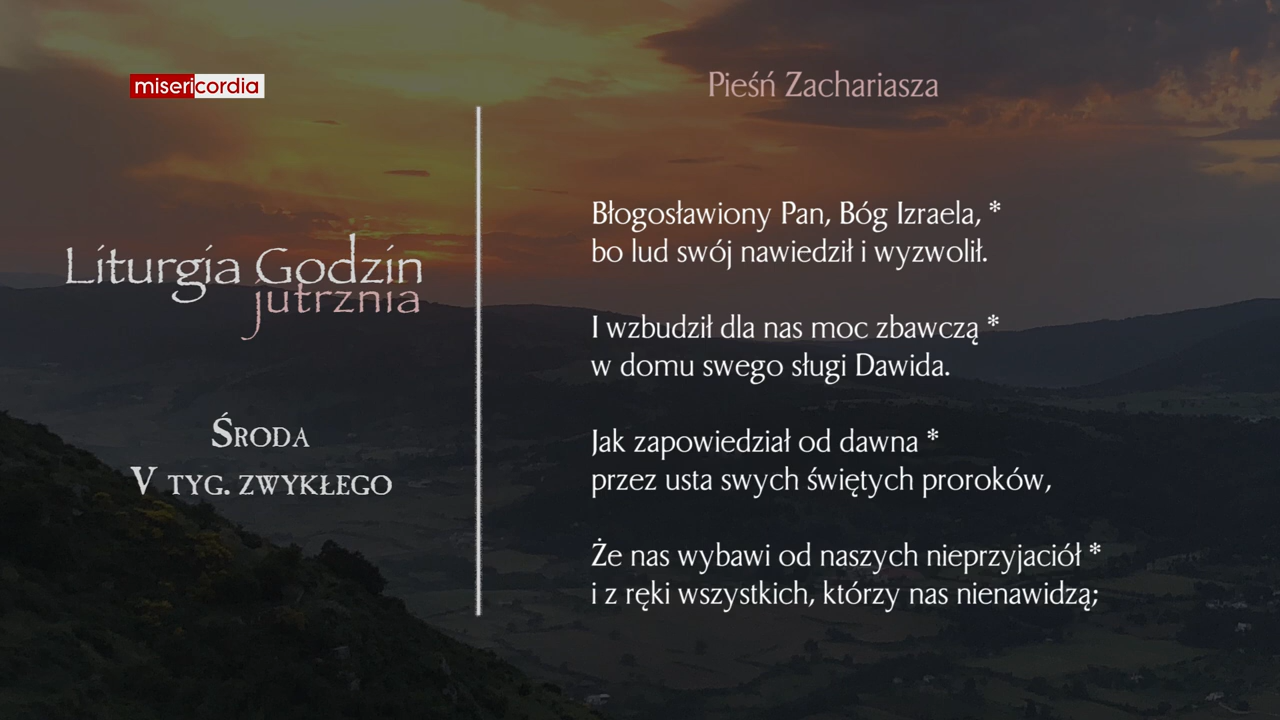 misericordia
Liturgia Godzin
jutrznia
Środa
V tyg. zwykłego
Pieśń Zachariasza
Błogosławiony Pan, Bóg Izraela, *
bo lud swój nawiedził i wyzwolił.
I wzbudził dla nas moc zbawczą *
w domu swego sługi Dawida.
Jak zapowiedział od dawna *
przez usta swych świętych proroków,
Że nas wybawi od naszych nieprzyjaciół *
i z ręki wszystkich, którzy nas nienawidzą;